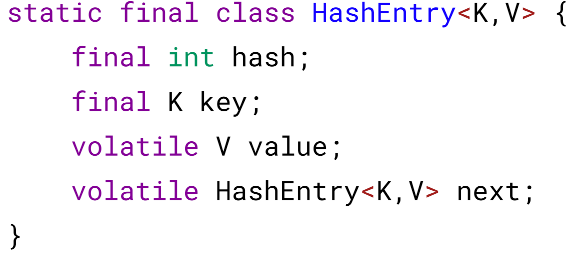 static final class HashEntry<K,V> {
    final int hash;
    final K key;
    volatile V value;
    volatile HashEntry<K,V> next;
}